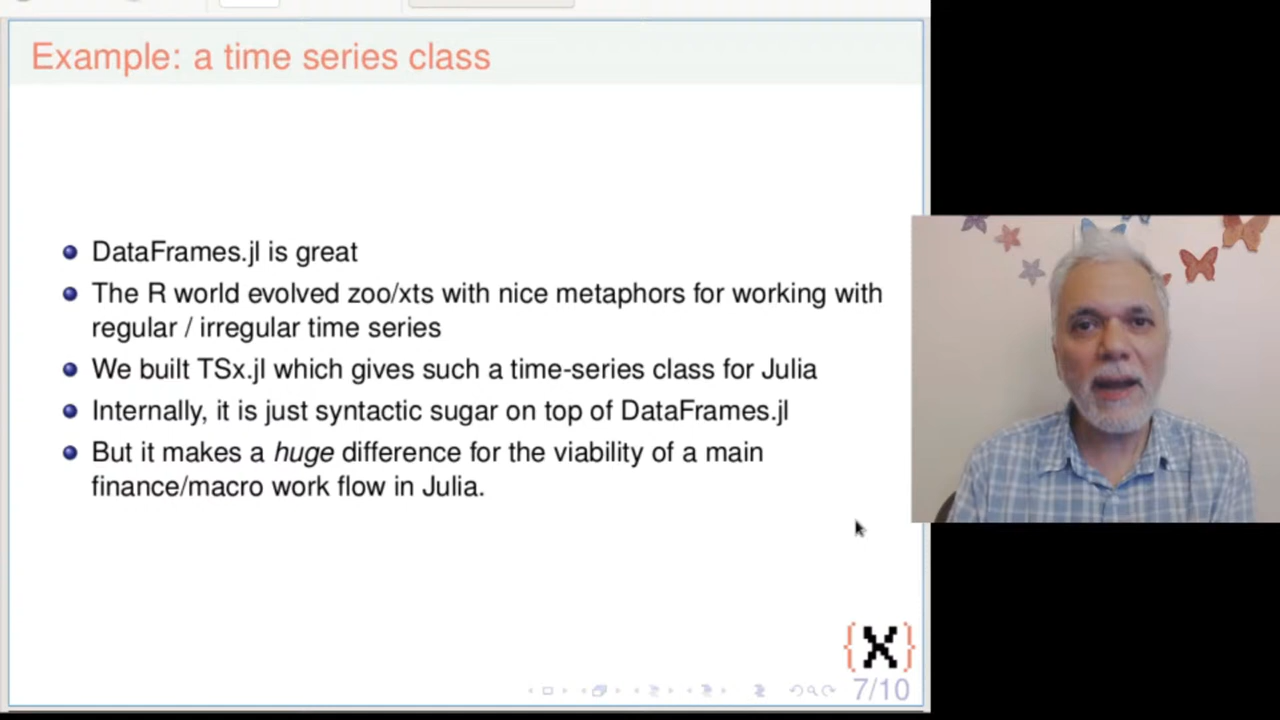 Example: a time series class
DataFrames.jl is great
The R world evolved zoo/xts with nice metaphors for working with
regular / irregular time series
We built TSx.jl which gives such a time-series class for Julia
Internally, it is just syntactic sugar on top of DataFrames.jl
But it makes a huge difference for the viability of a main
finance/macro work flow in Julia.
{X}
7/10